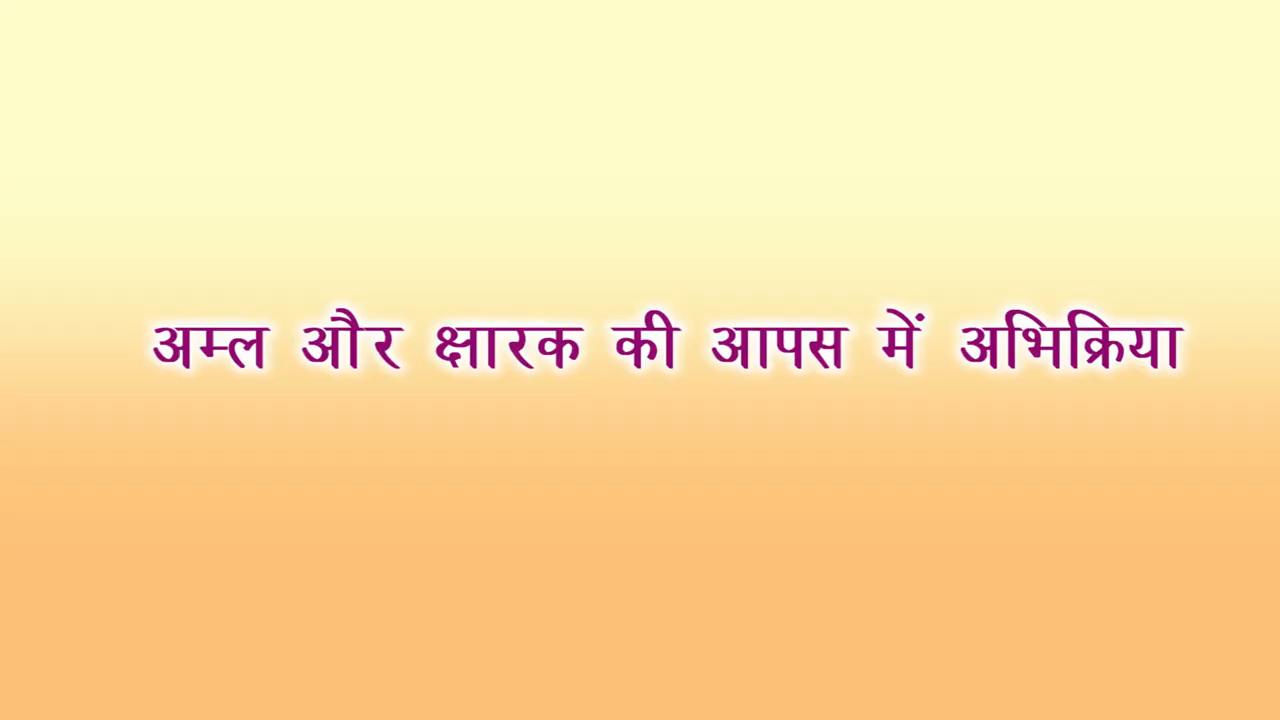 अम्ल और क्षारक की आपस में अभिक्रिया